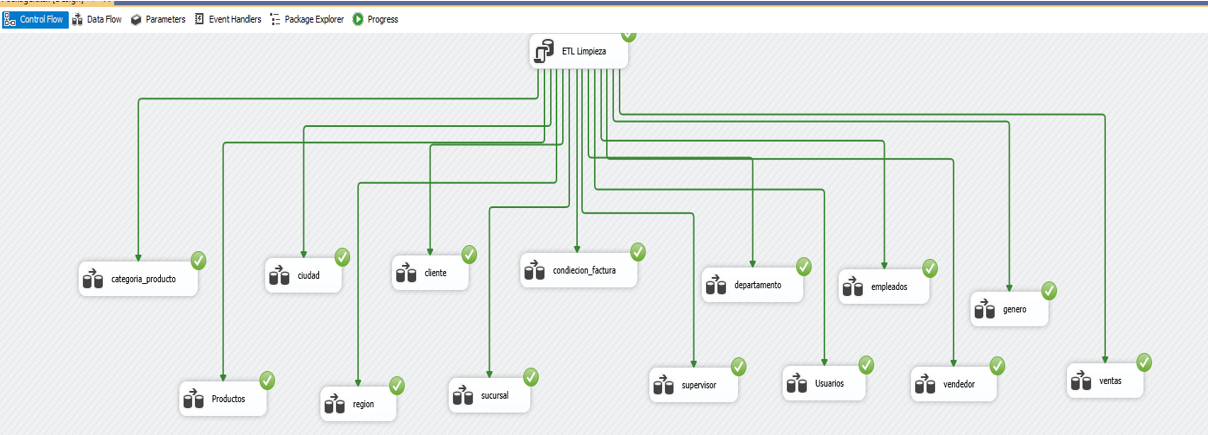 Control Flow Data Flow Parameters Event Handlers Package Explorer Progress
ETL Limpieza
categoria_producto
ciudad
cliente
condiecion_factura
departamento
empleados
genero
Productos
region
sucursal
supervisor
Usuarios
vendedor
ventas